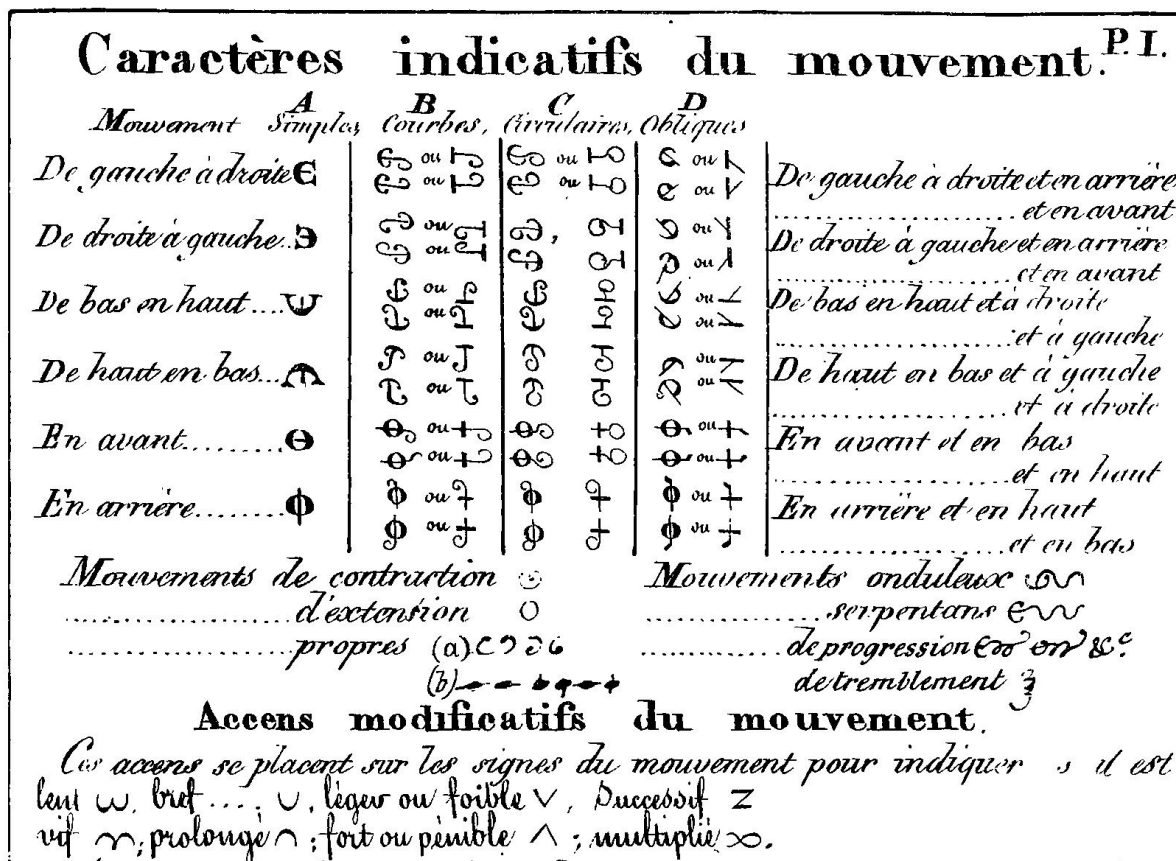 Caractères indicatifs du mouvement. P. I.
A B C D
Mouvement Simples, Courbes, Circulaires, Obliques
De gauche à droite Є ou ou ou De gauche à droite et en arrière
ou ou ou .................... et en avant
De droite à gauche.. Э ou , ou De droite à gauche et en arrière
ou ou .................... et en avant
De bas en haut.... ou ou De bas en haut et à droite
ou ou .................... et à gauche
De haut en bas... ou ou De haut en bas et à gauche
ou ou .................... et à droite
En avant........ ou ou En avant et en bas
ou ou .................... et en haut
En arrière........ ou ou En arrière et en haut
ou ou .................... et en bas
Mouvements de contraction Mouvements onduleux
.................... d'extension .................... serpentans
.................... propres (a) .................... de progression &c.
(b) de tremblement
Accens modificatifs du mouvement.
Ces accens se placent sur les signes du mouvement pour indiquer s il est
lent ω, bref .... ∪, léger ou foible ∨, Successif Z
vif ; prolongé ∩ ; fort ou pénible ∧ ; multiplié ∞.